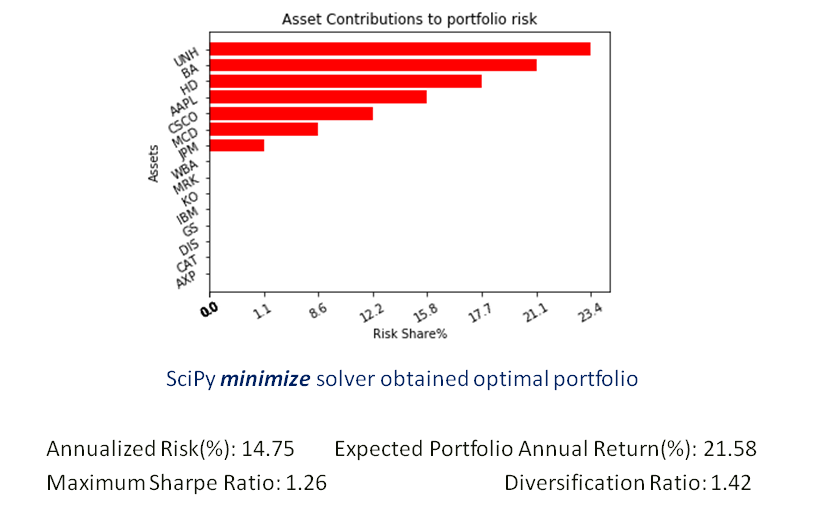 Asset Contributions to portfolio risk
UNH
BA
HD
AAPL
CSCO
MCD
JPM
WBA
MRK
KO
IBM
GS
DIS
CAT
AXP
Assets
0.0 1.1 8.6 12.2 15.8 17.7 21.1 23.4
Risk Share%
SciPy minimize solver obtained optimal portfolio
Annualized Risk(%): 14.75 Expected Portfolio Annual Return(%): 21.58
Maximum Sharpe Ratio: 1.26 Diversification Ratio: 1.42